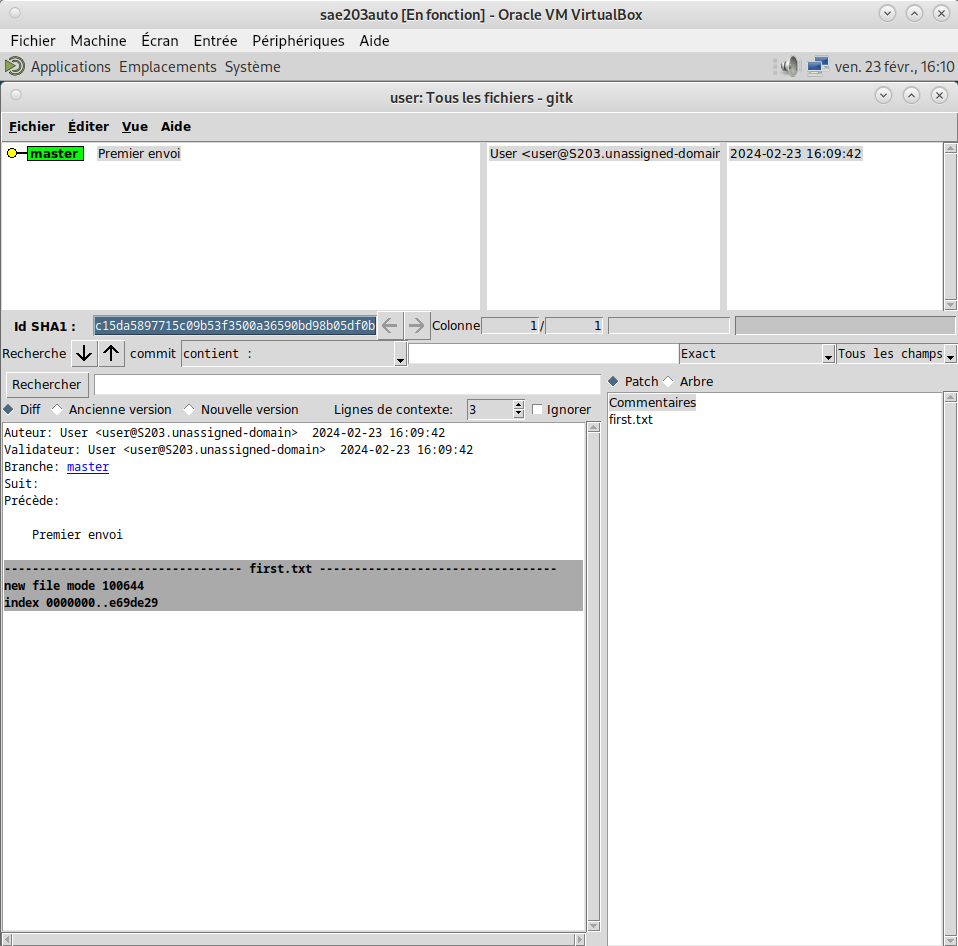 sae203auto [En fonction] - Oracle VM VirtualBox
Fichier Machine Écran Entrée Périphériques Aide
Applications Emplacements Système ven. 23 févr., 16:10
user: Tous les fichiers - gitk
Fichier Éditer Vue Aide
master Premier envoi User <user@S203.unassigned-domain 2024-02-23 16:09:42
Id SHA1 : c15da5897715c09b53f3500a36590bd98b05df0b Colonne 1/ 1
Recherche commit contient : Exact Tous les champs
Rechercher Patch Arbre
Diff Ancienne version Nouvelle version Lignes de contexte: 3 Ignorer
Commentaires
first.txt
Auteur: User <user@S203.unassigned-domain> 2024-02-23 16:09:42
Validateur: User <user@S203.unassigned-domain> 2024-02-23 16:09:42
Branche: master
Suit:
Précède:
Premier envoi
---------------------------------- first.txt ----------------------------------
new file mode 100644
index 0000000..e69de29